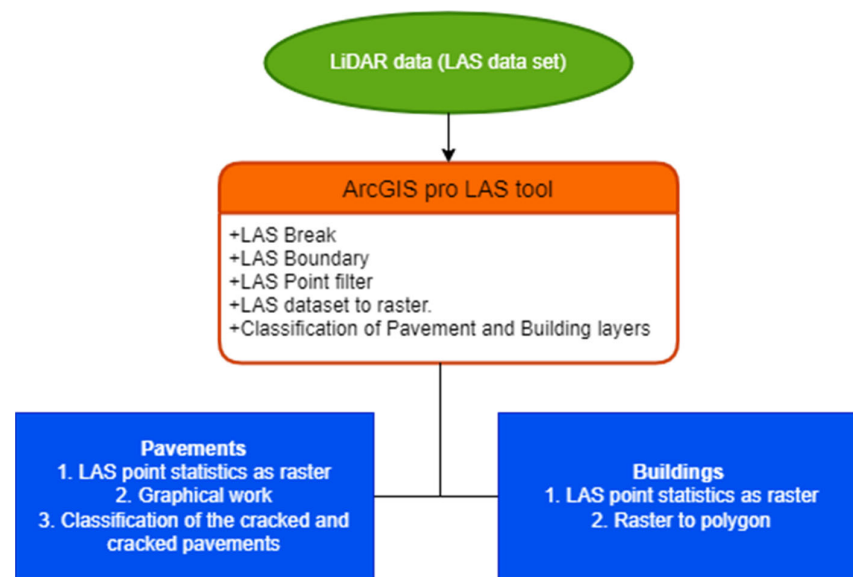 LiDAR data (LAS data set)
ArcGIS pro LAS tool
+LAS Break
+LAS Boundary
+LAS Point filter
+LAS dataset to raster.
+Classification of Pavement and Building layers
Pavements
1. LAS point statistics as raster
2. Graphical work
3. Classification of the cracked and
cracked pavements
Buildings
1. LAS point statistics as raster
2. Raster to polygon